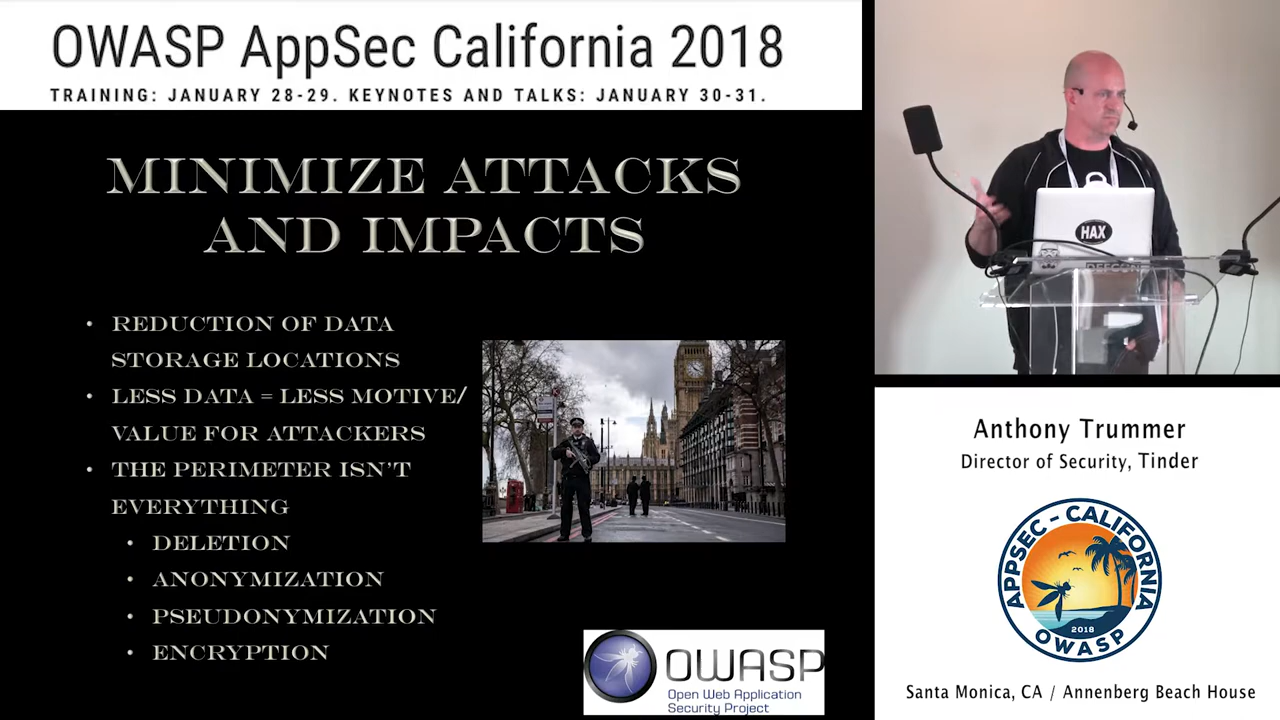 OWASP AppSec California 2018
TRAINING: JANUARY 28-29. KEYNOTES AND TALKS: JANUARY 30-31.
MINIMIZE ATTACKS
AND IMPACTS
• REDUCTION OF DATA
STORAGE LOCATIONS
• LESS DATA = LESS MOTIVE/
VALUE FOR ATTACKERS
• THE PERIMETER ISN'T
EVERYTHING
• DELETION
• ANONYMIZATION
• PSEUDONYMIZATION
• ENCRYPTION
OWASP
Open Web Application
Security Project
HAX
DEFCON
Anthony Trummer
Director of Security, Tinder
APPSEC - CALIFORNIA
2018
OWASP
Santa Monica, CA / Annenberg Beach House